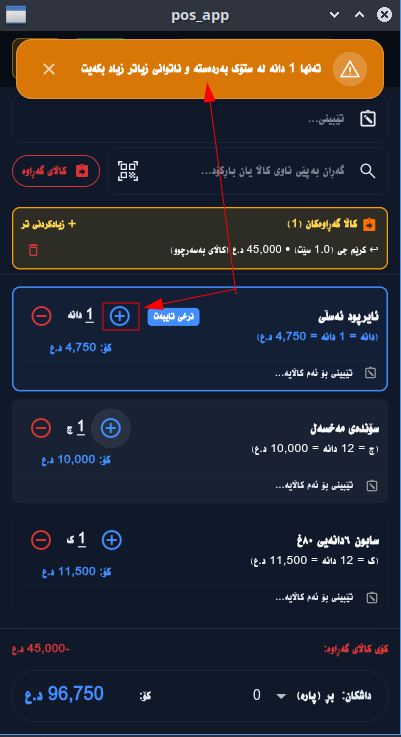 pos_app
تەنها 1 دانە لە ستۆک بەردەستە و ناتوانی زیاتر زیاد بکەیت
تێبینی...
گەڕان بەپێی ناوی کاڵا یان بارکۆد...
کاڵای گەڕاوە
کاڵا گەڕاوەکان (1)
+ زیادکردنی تر
↩ کرێم جی (1.0 سێت) • 45,000 د.ع (کاڵای بەسەرچوو)
ئایرپود ئەسڵی
نرخی تایبەت
1 دانە
(دانە = 1 دانە = 4,750 د.ع)
کۆ: 4,750 د.ع
تێبینی بۆ ئەم کاڵایە...
سۆندەی مەخسەل
1 چ
(چ = 12 دانە = 10,000 د.ع)
کۆ: 10,000 د.ع
تێبینی بۆ ئەم کاڵایە...
سابون ٦دانەیی ٨٠غ
1 ک
(ک = 12 دانە = 11,500 د.ع)
کۆ: 11,500 د.ع
تێبینی بۆ ئەم کاڵایە...
کۆی کاڵای گەڕاوە:
-45,000 د.ع
داشکان: بڕ (پارە) 0
کۆ: 96,750 د.ع